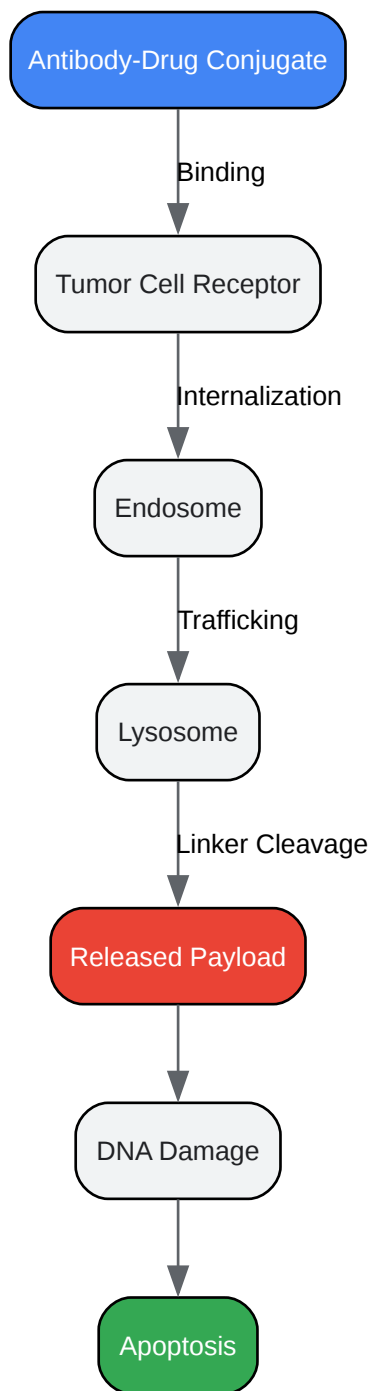 Antibody-Drug Conjugate
Binding
Tumor Cell Receptor
Internalization
Endosome
Trafficking
Lysosome
Linker Cleavage
Released Payload
DNA Damage
Apoptosis